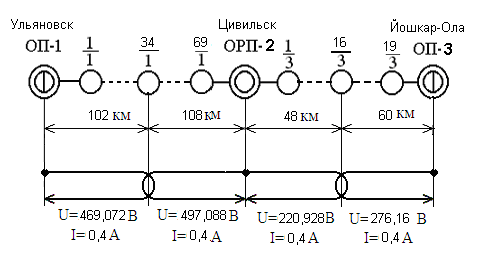 Ульяновск Цивильск Йошкар-Ола
ОП-1 1/1 34/1 69/1 ОРП-2 1/3 16/3 19/3 ОП-3
102 км 108 км 48 км 60 км
U= 469,072 В U= 497,088 В U= 220,928В U= 276,16 В
I= 0,4 А I= 0,4 А I= 0,4 А I= 0,4 А